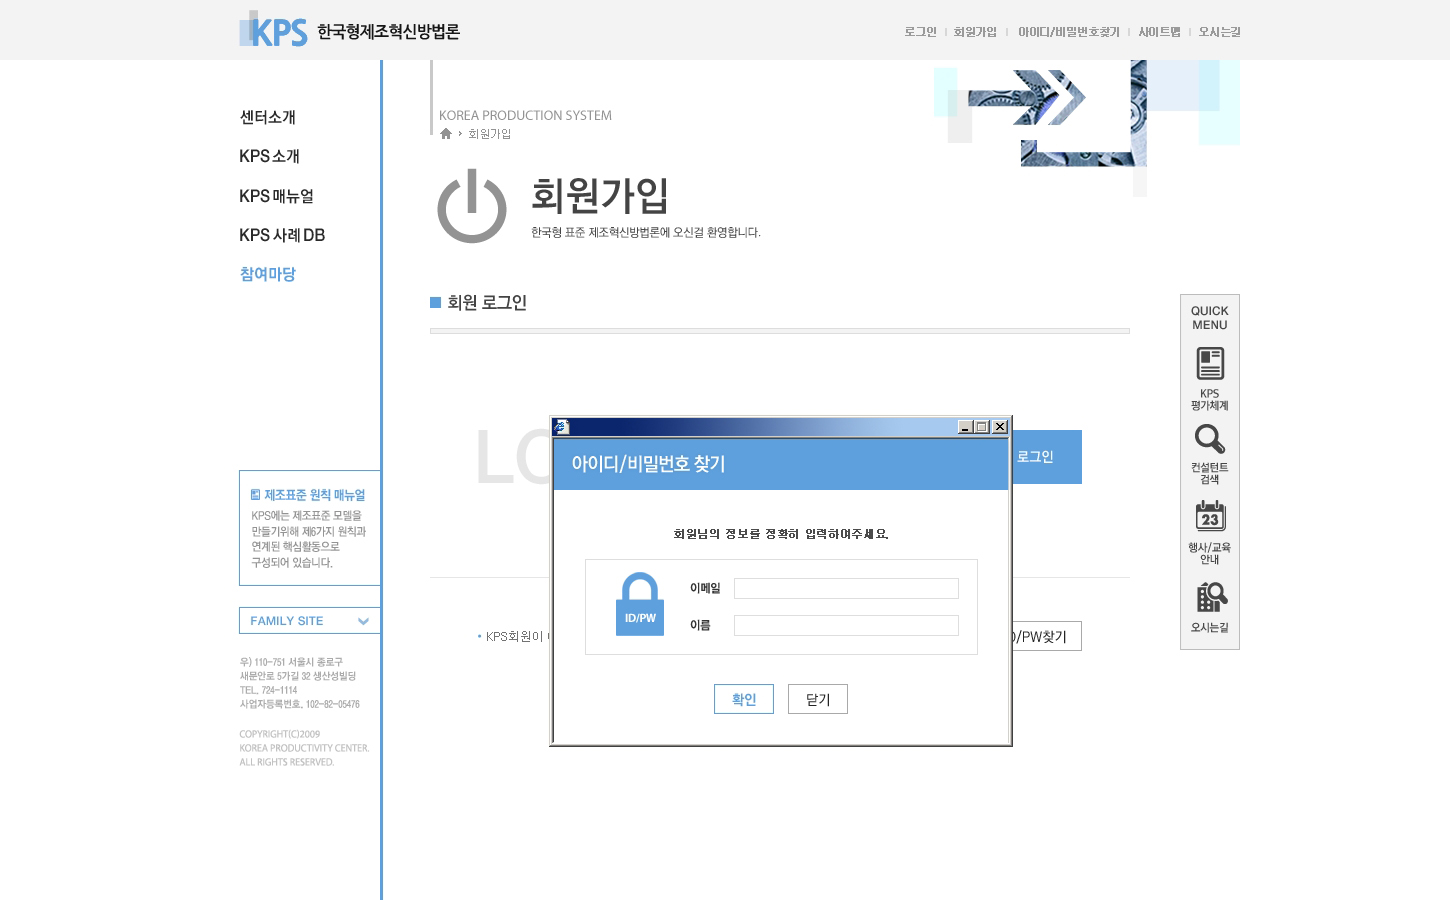 KPS 한국형제조혁신방법론
로그인 회원가입 아이디/비밀번호찾기 사이트맵 오시는길
센터소개
KPS 소개
KPS 매뉴얼
KPS 사례 DB
참여마당
KOREA PRODUCTION SYSTEM
회원가입
회원가입
한국형 표준 제조혁신방법론에 오신걸 환영합니다.
회원 로그인
로그인
• KPS회원이
/PW찾기
아이디/비밀번호 찾기
회원님의 정보를 정확히 입력하여주세요.
ID/PW
이메일
이름
확인
닫기
제조표준 원칙 매뉴얼
KPS에는 제조표준 모델을
만들기위해 제6가지 원칙과
연계된 핵심활동으로
구성되어 있습니다.
FAMILY SITE
우) 110-751 서울시 종로구
새문안로 5가길 32 생산성빌딩
TEL. 724-1114
사업자등록번호. 102-82-05476
COPYRIGHT(C)2009
KOREA PRODUCTIVITY CENTER.
ALL RIGHTS RESERVED.
QUICK
MENU
KPS
평가체계
컨설턴트
검색
23
행사/교육
안내
오시는길